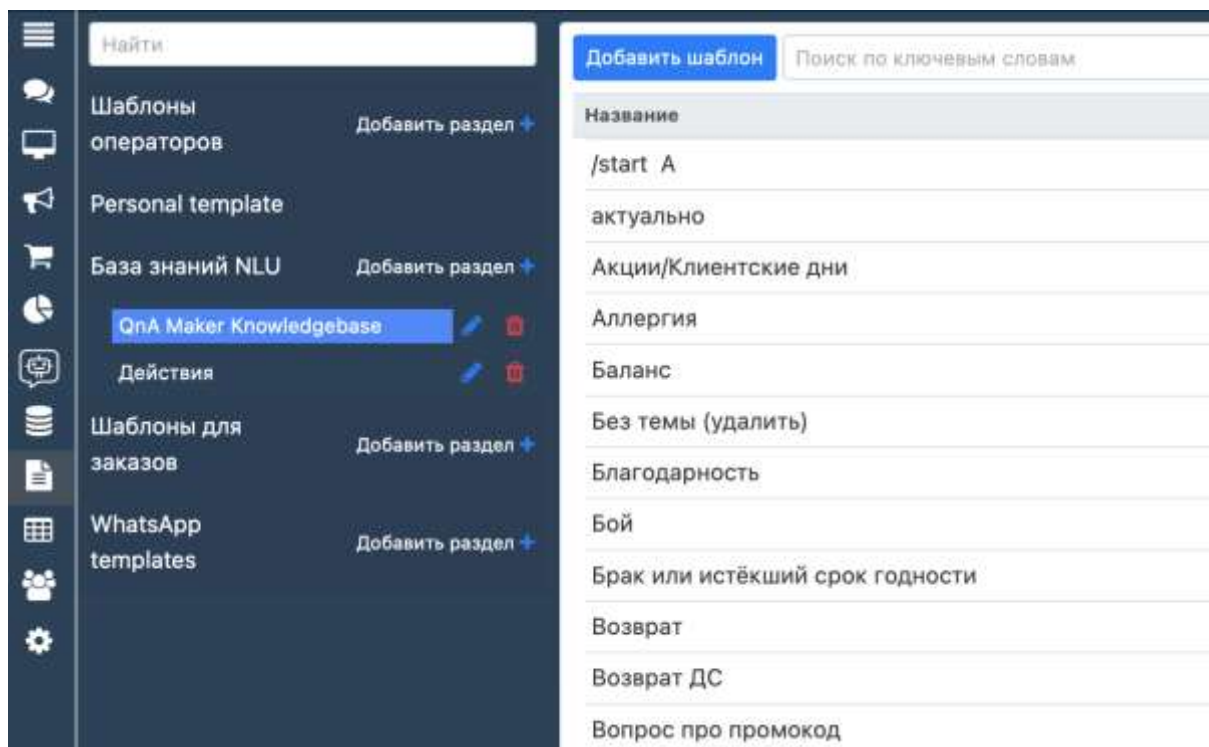 Найти
Шаблоны
операторов
Добавить раздел +
Personal template
База знаний NLU
Добавить раздел +
QnA Maker Knowledgebase
Действия
Шаблоны для
заказов
Добавить раздел +
WhatsApp
templates
Добавить раздел +
Добавить шаблон
Поиск по ключевым словам
Название
/start A
актуально
Акции/Клиентские дни
Аллергия
Баланс
Без темы (удалить)
Благодарность
Бой
Брак или истёкший срок годности
Возврат
Возврат ДС
Вопрос про промокод